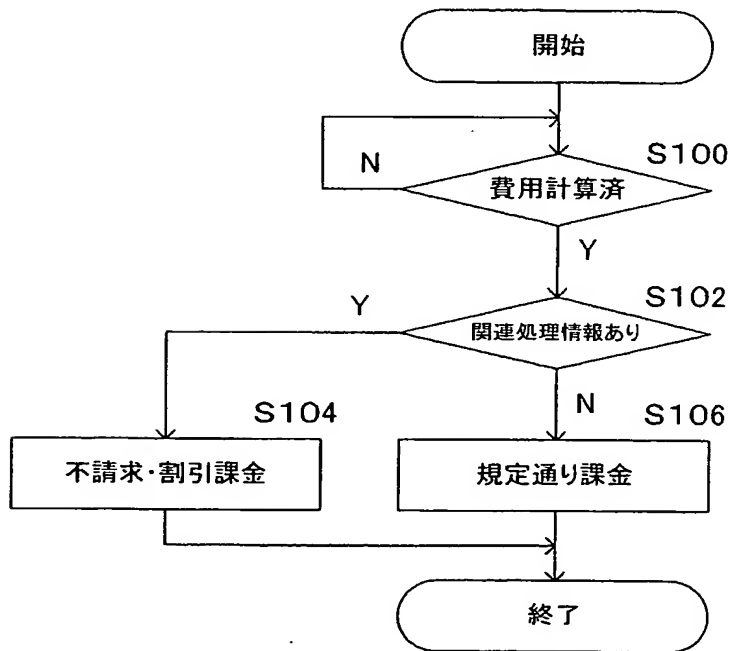 開始
S100
N
費用計算済
Y
S102
Y
関連処理情報あり
N
S104
S106
不請求・割引課金
規定通り課金
終了